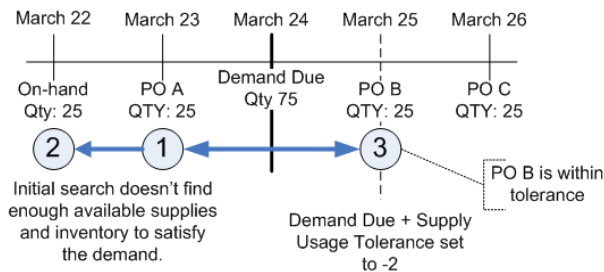 March 22
March 23
March 24
March 25
March 26
On-hand
Qty: 25
PO A
QTY: 25
Demand Due
Qty 75
PO B
QTY: 25
PO C
QTY: 25
2
1
3
Initial search doesn't find
enough available supplies
and inventory to satisfy
the demand.
Demand Due + Supply
Usage Tolerance set
to -2
PO B is within
tolerance